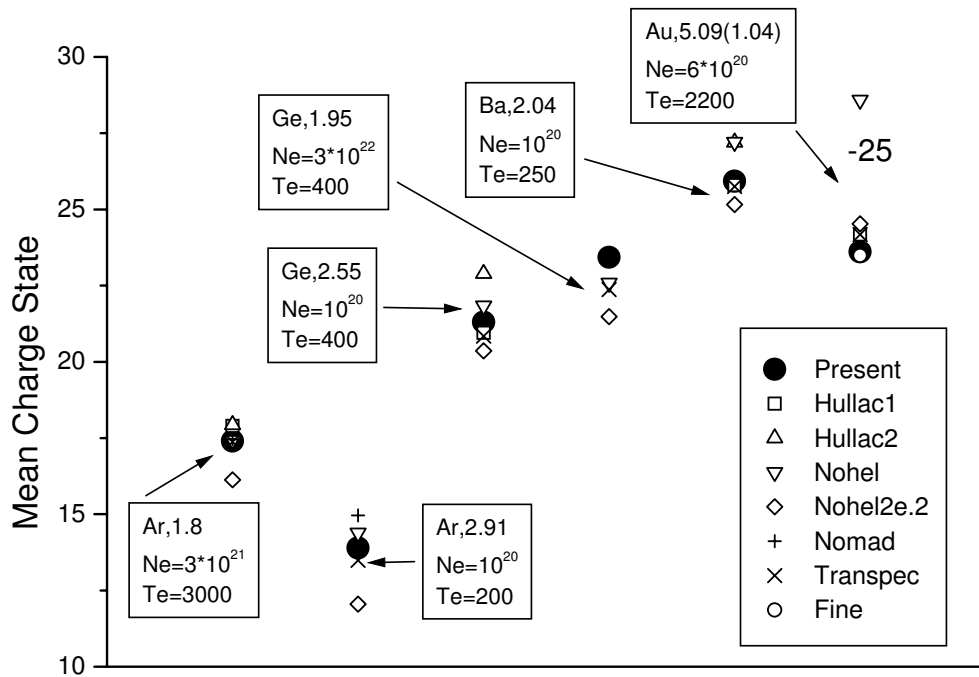 Mean Charge State
30
25
20
15
10
Au,5.09(1.04)
Ne=6*10^20
Te=2200
Ba,2.04
Ne=10^20
Te=250
Ge,1.95
Ne=3*10^22
Te=400
-25
Ge,2.55
Ne=10^20
Te=400
Ar,1.8
Ne=3*10^21
Te=3000
Ar,2.91
Ne=10^20
Te=200
Present
Hullac1
Hullac2
Nohel
Nohel2e.2
Nomad
Transpec
Fine